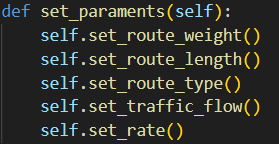 def set_paraments(self):
    self.set_route_weight()
    self.set_route_length()
    self.set_route_type()
    self.set_traffic_flow()
    self.set_rate()